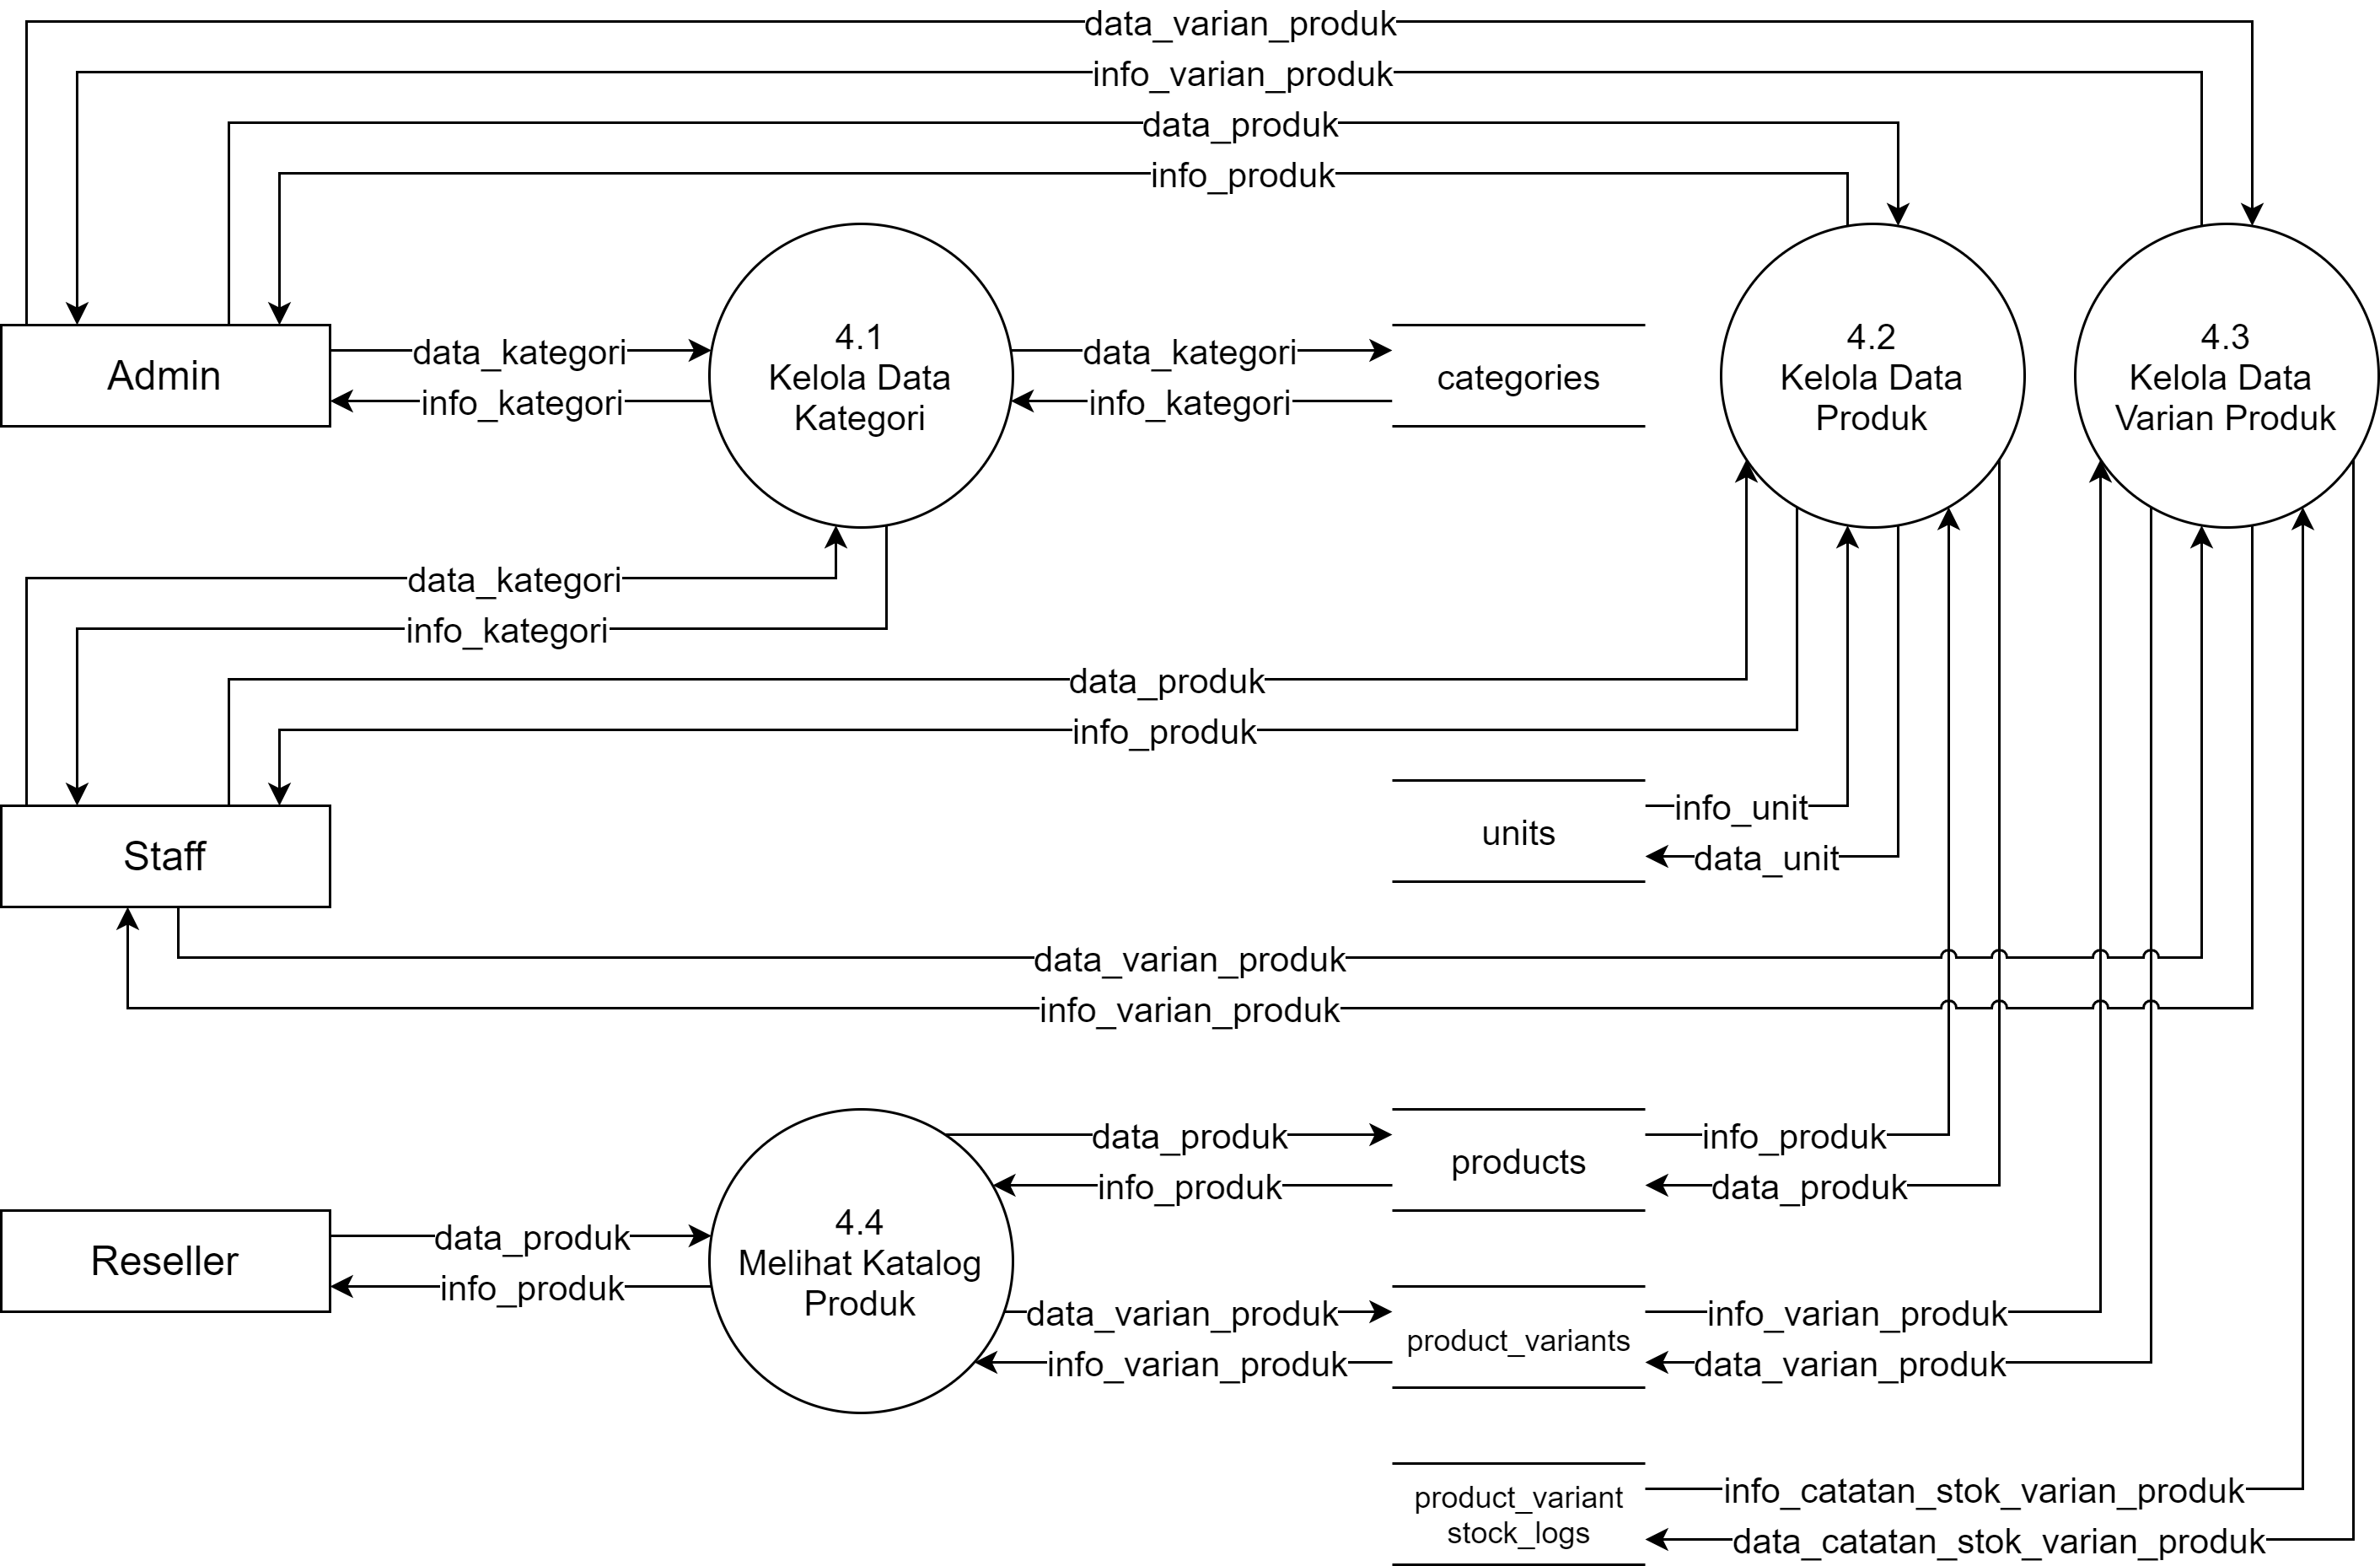 data_varian_produk
info_varian_produk
data_produk
info_produk
Admin
data_kategori
info_kategori
4.1
Kelola Data
Kategori
data_kategori
info_kategori
categories
4.2
Kelola Data
Produk
4.3
Kelola Data
Varian Produk
data_kategori
info_kategori
data_produk
info_produk
Staff
units
info_unit
data_unit
data_varian_produk
info_varian_produk
Reseller
data_produk
info_produk
4.4
Melihat Katalog
Produk
data_produk
info_produk
products
info_produk
data_produk
data_varian_produk
info_varian_produk
product_variants
info_varian_produk
data_varian_produk
product_variant
stock_logs
info_catatan_stok_varian_produk
data_catatan_stok_varian_produk